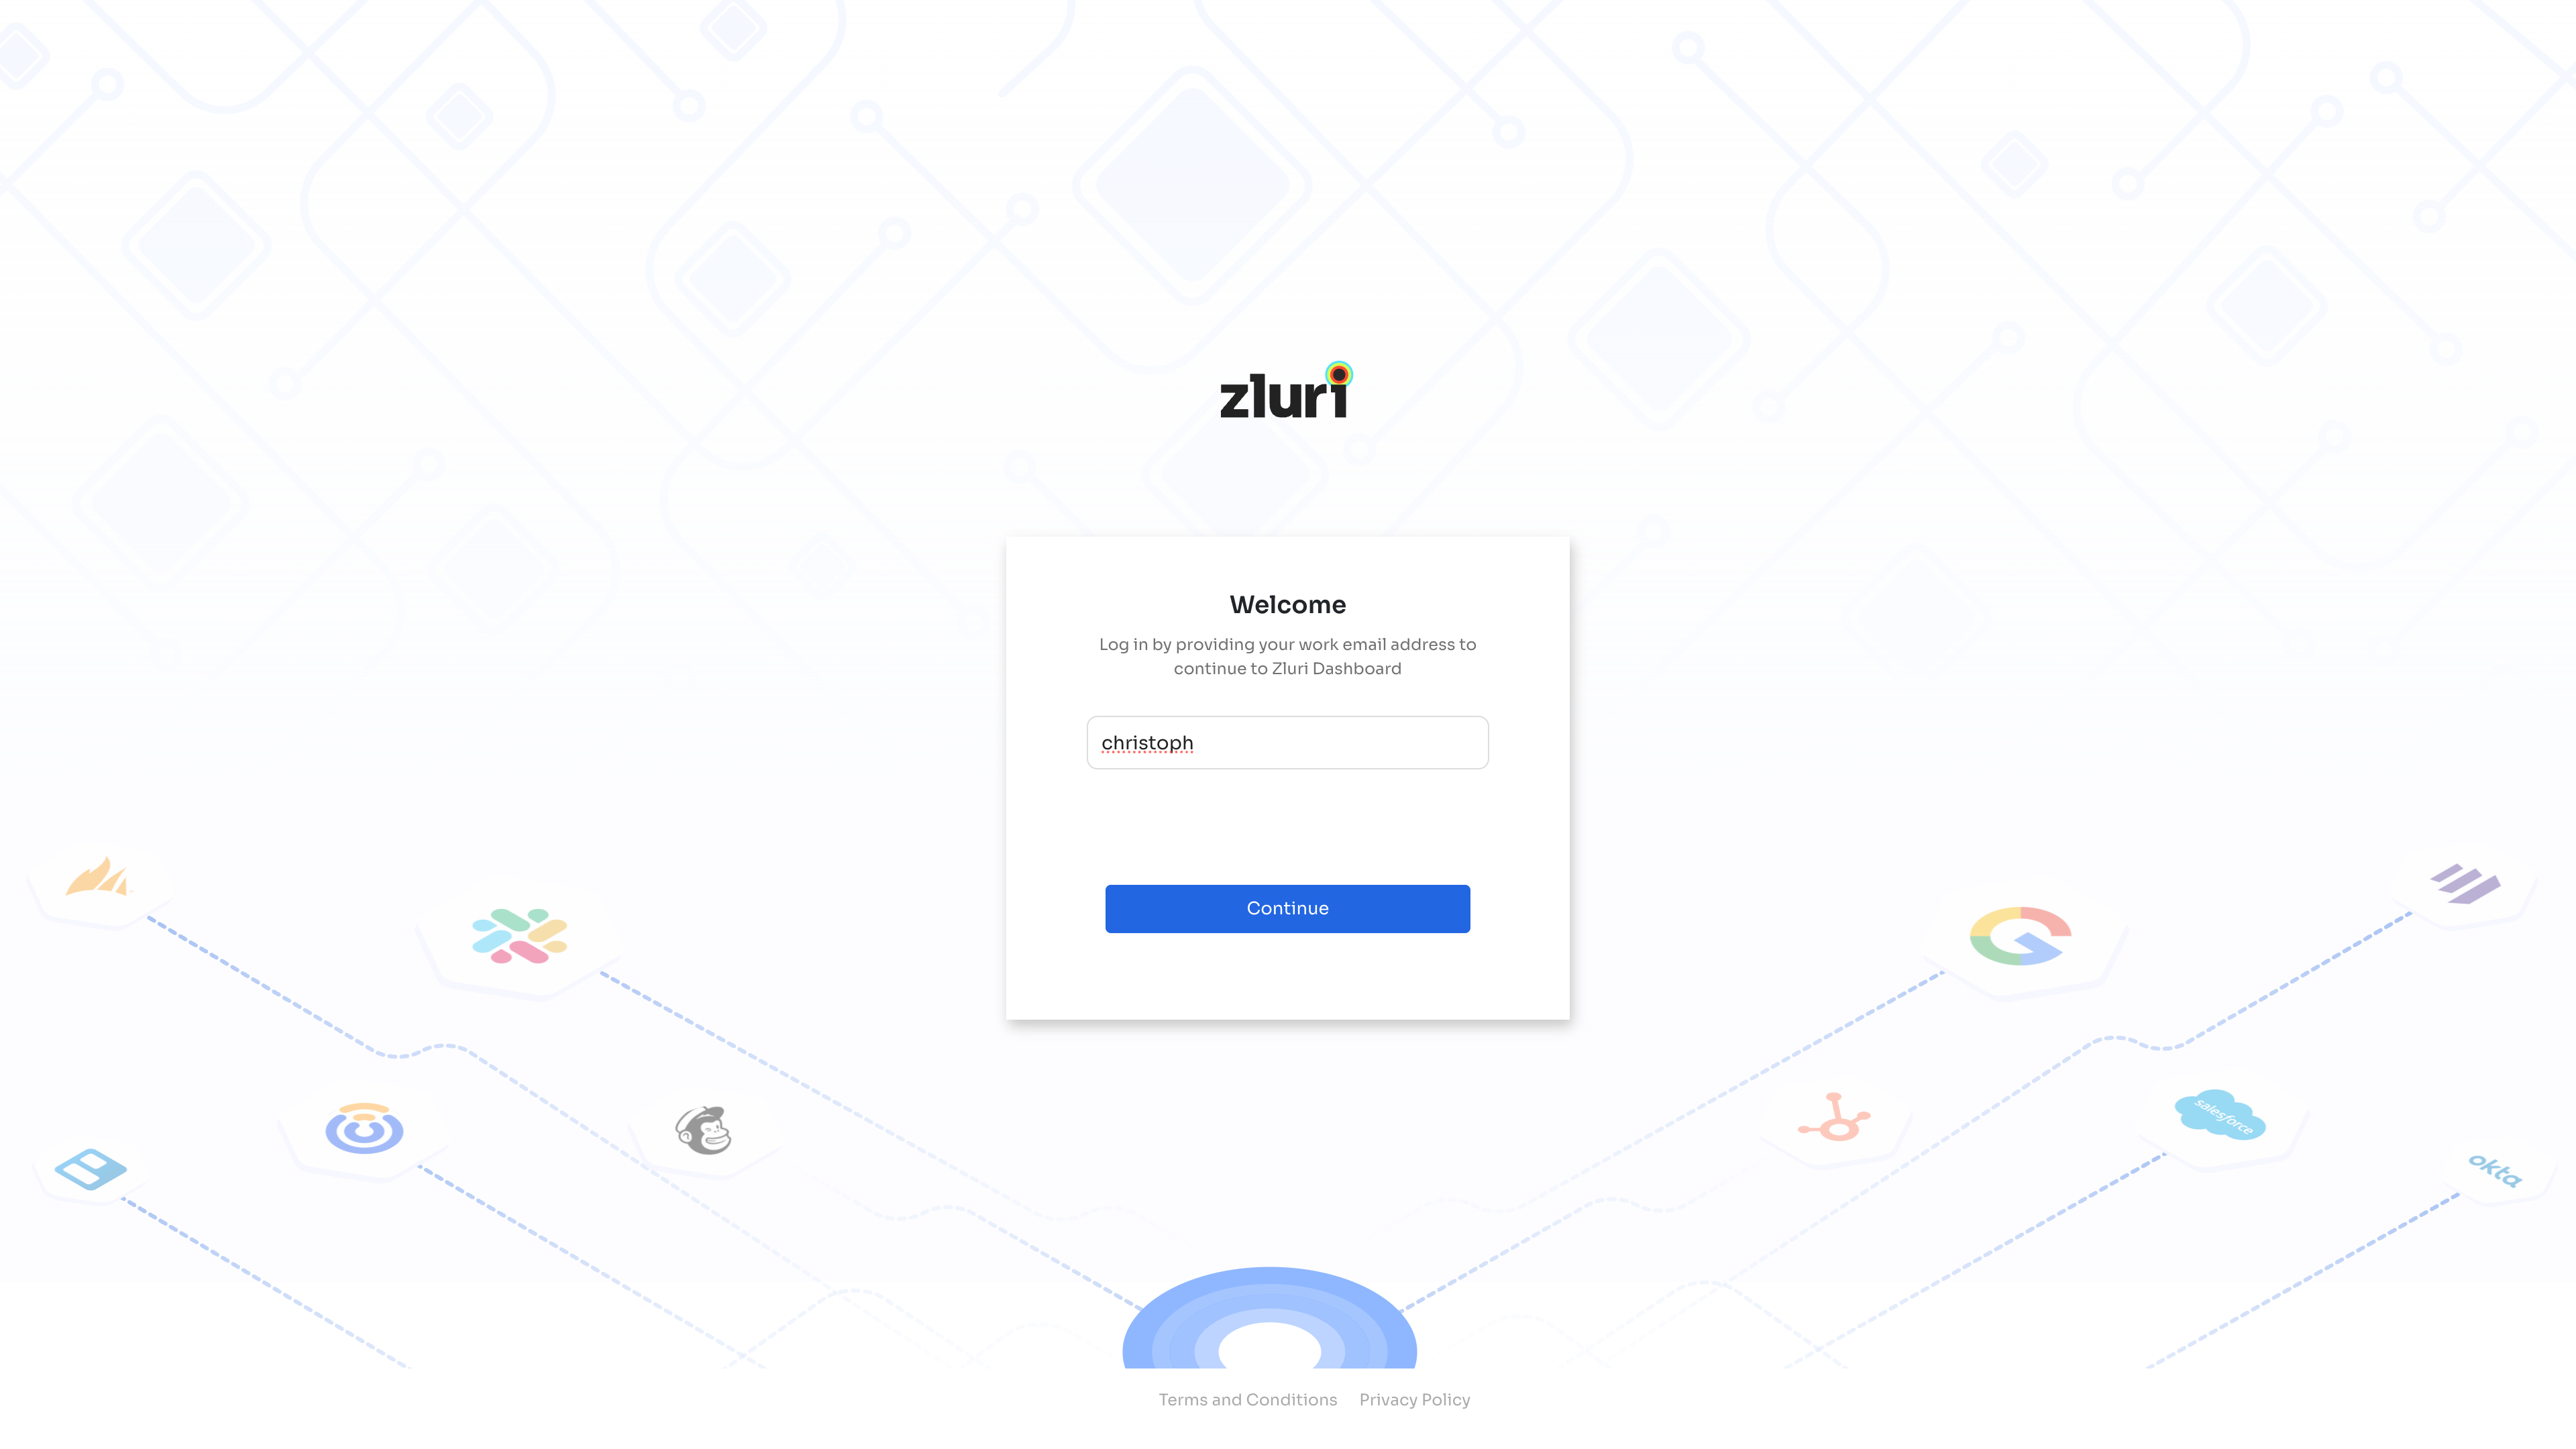 zluri
Welcome
Log in by providing your work email address to
continue to Zluri Dashboard
christoph
Continue
salesforce
okta
Terms and Conditions Privacy Policy